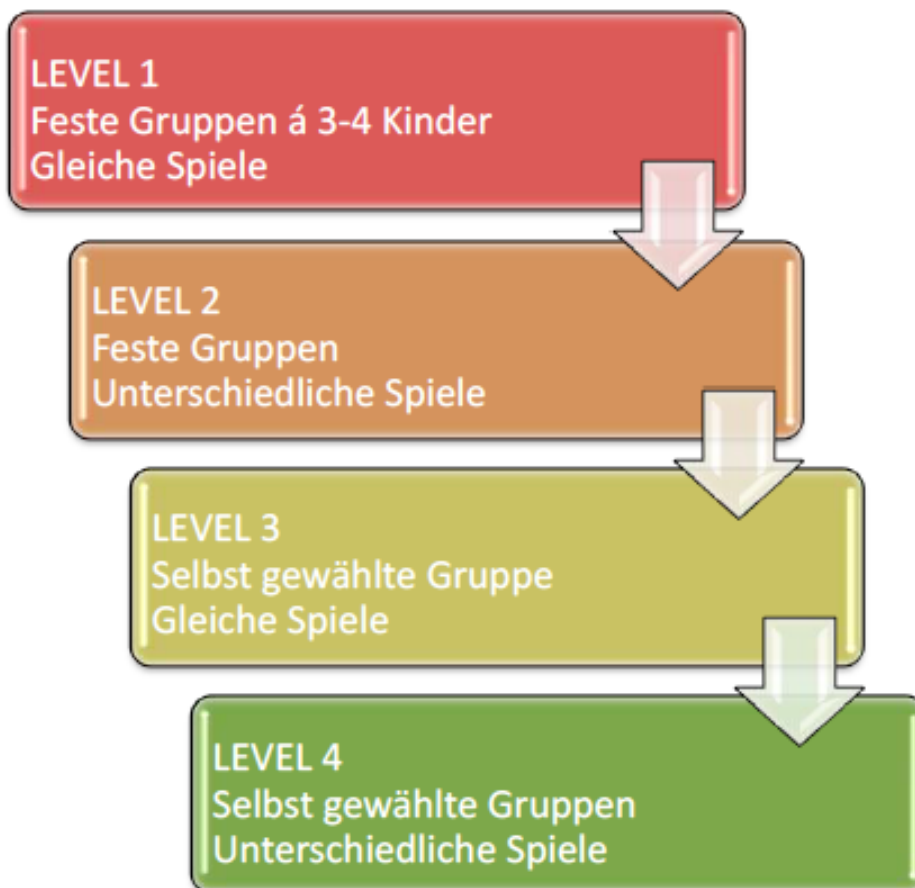 LEVEL 1
Feste Gruppen á 3-4 Kinder
Gleiche Spiele
LEVEL 2
Feste Gruppen
Unterschiedliche Spiele
LEVEL 3
Selbst gewählte Gruppe
Gleiche Spiele
LEVEL 4
Selbst gewählte Gruppen
Unterschiedliche Spiele